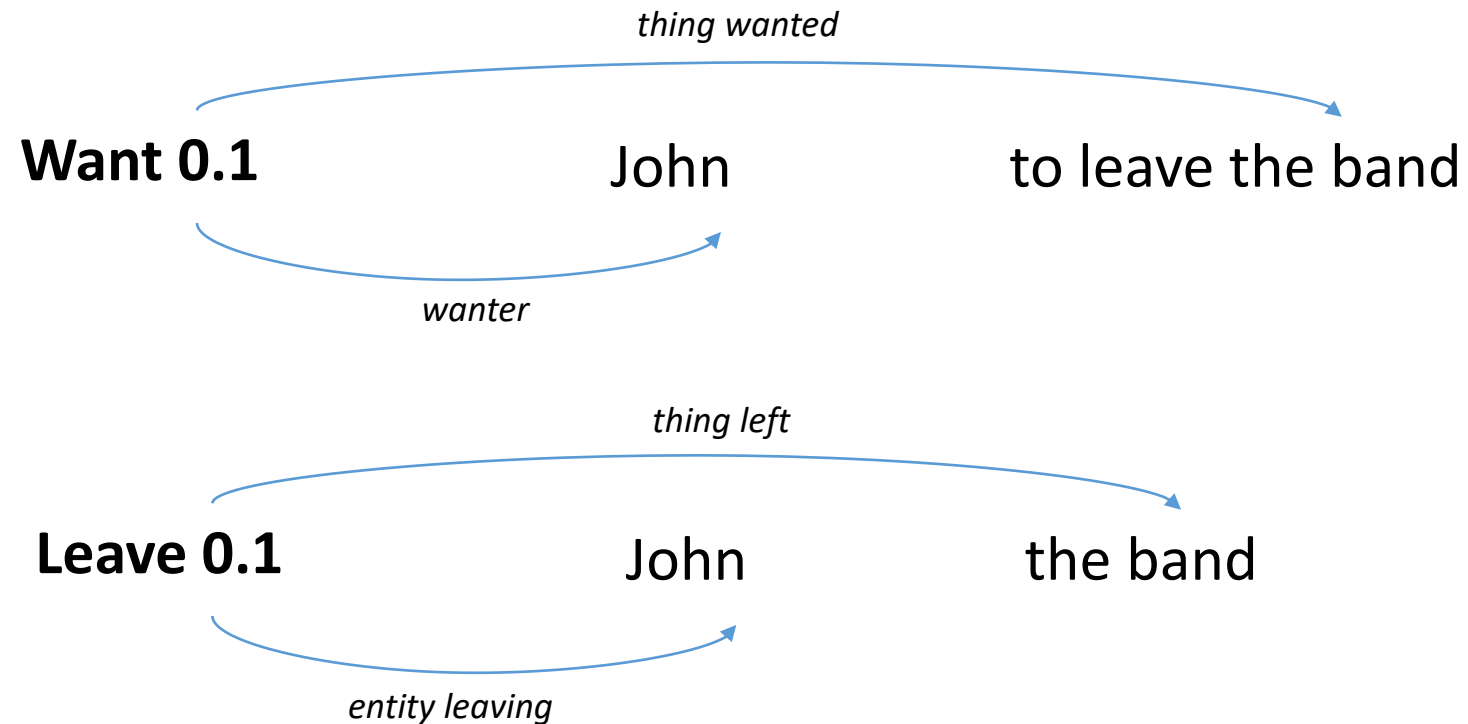 thing wanted
Want 0.1 John to leave the band
wanter
thing left
Leave 0.1 John the band
entity leaving